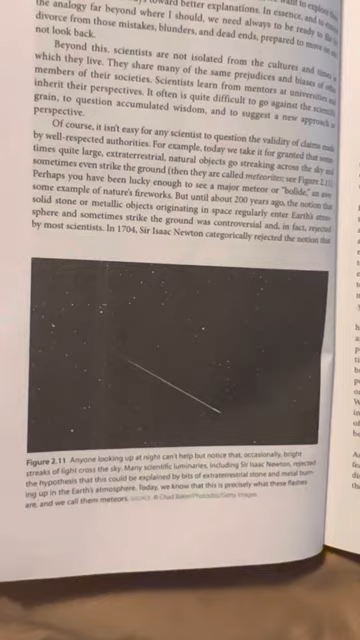 toward better explanations. In essence, and to
the analogy far beyond where I should, we need always to be ready to
divorce from those mistakes, blunders, and dead ends, prepared to move on and
not look back.
Beyond this, scientists are not isolated from the cultures and times in
which they live. They share many of the same prejudices and biases of other
members of their societies. Scientists learn from mentors at universities and
inherit their perspectives. It often is quite difficult to go against the scientific
grain, to question accumulated wisdom, and to suggest a new approach or
perspective.
Of course, it isn't easy for any scientist to question the validity of claims made
by well-respected authorities. For example, today we take it for granted that some-
times quite large, extraterrestrial, natural objects go streaking across the sky and
sometimes even strike the ground (then they are called meteorites; see Figure 2.11).
Perhaps you have been lucky enough to see a major meteor or "bolide," an awe-
some example of nature's fireworks. But until about 200 years ago, the notion that
solid stone or metallic objects originating in space regularly enter Earth's atmo-
sphere and sometimes strike the ground was controversial and, in fact, rejected
by most scientists. In 1704, Sir Isaac Newton categorically rejected the notion that
Figure 2.11. Anyone looking up at night can't help but notice that, occasionally, bright
streaks of light cross the sky. Many scientific luminaries, including Sir Isaac Newton, rejected
the hypothesis that this could be explained by bits of extraterrestrial stone and metal burn-
ing up in the Earth's atmosphere. Today, we know that this is precisely what these flashes
are, and we call them meteors. SOURCE: © Chad Baker/Photodisc/Getty Images